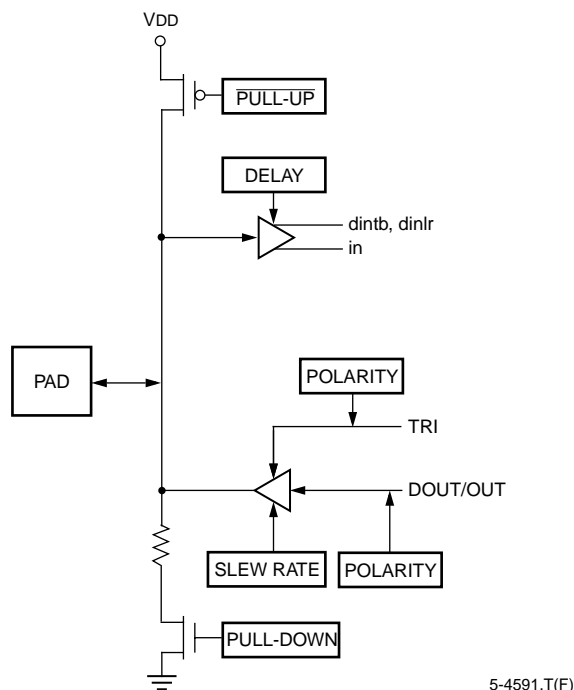 VDD
PULL-UP
DELAY
dintb, dinlr
in
PAD
POLARITY
TRI
DOUT/OUT
SLEW RATE
POLARITY
PULL-DOWN
5-4591.T(F)